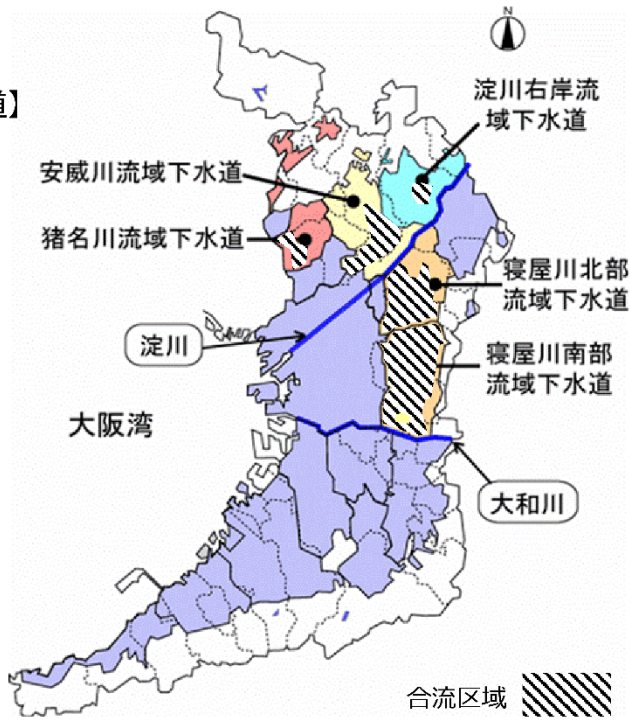 N
道】
淀川右岸流
域下水道
安威川流域下水道
猪名川流域下水道
寝屋川北部
流域下水道
淀川
寝屋川南部
流域下水道
大阪湾
大和川
合流区域